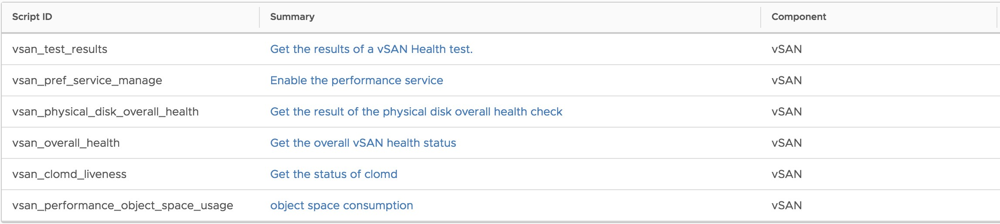 Script ID Summary Component
vsan_test_results Get the results of a vSAN Health test. vSAN
vsan_pref_service_manage Enable the performance service vSAN
vsan_physical_disk_overall_health Get the result of the physical disk overall health check vSAN
vsan_overall_health Get the overall vSAN health status vSAN
vsan_clomd_liveness Get the status of clomd vSAN
vsan_performance_object_space_usage object space consumption vSAN